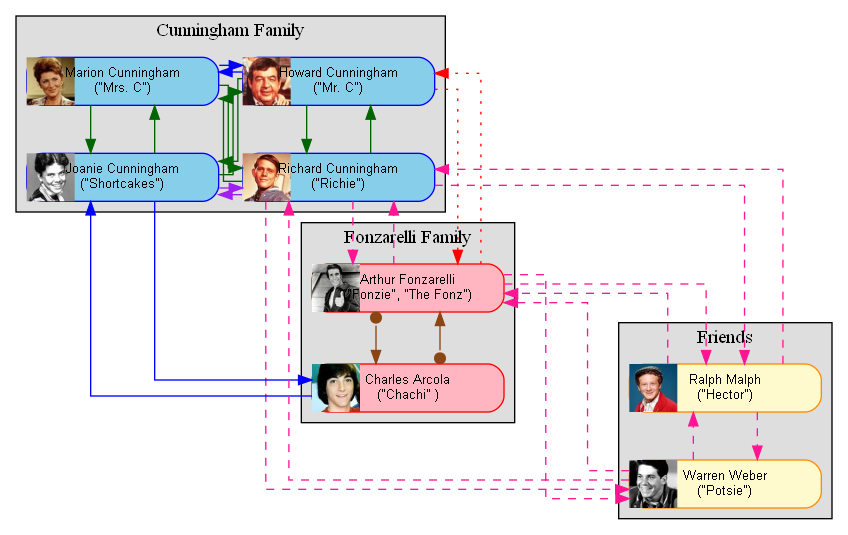 Cunningham Family
Marion Cunningham
("Mrs. C")
Howard Cunningham
("Mr. C")
Joanie Cunningham
("Shortcakes")
Richard Cunningham
("Richie")
Fonzarelli Family
Arthur Fonzarelli
("Fonzie", "The Fonz")
Charles Arcola
("Chachi" )
Friends
Ralph Malph
("Hector")
Warren Weber
("Potsie")